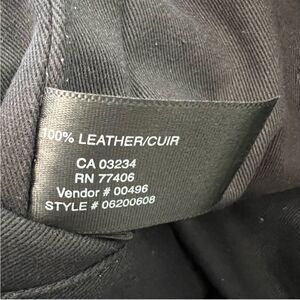 100% LEATHER/CUIR
CA 03234
RN 77406
Vendor # 00496
STYLE # 06200608